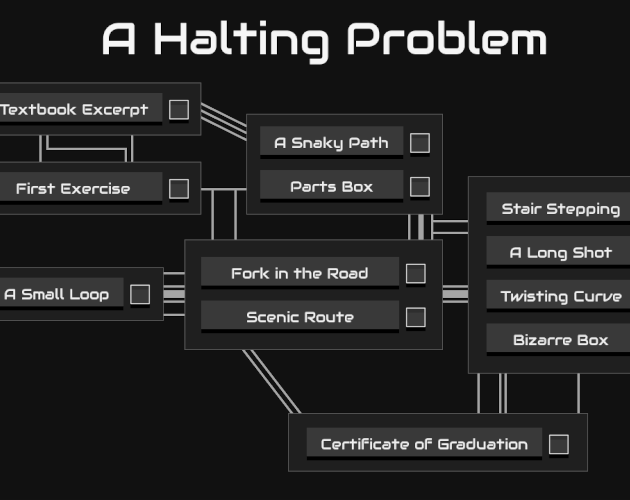 A Halting Problem
Textbook Excerpt
A Snaky Path
First Exercise
Parts Box
Stair Stepping
A Long Shot
Fork in the Road
A Small Loop
Twisting Curve
Scenic Route
Bizarre Box
Certificate of Graduation